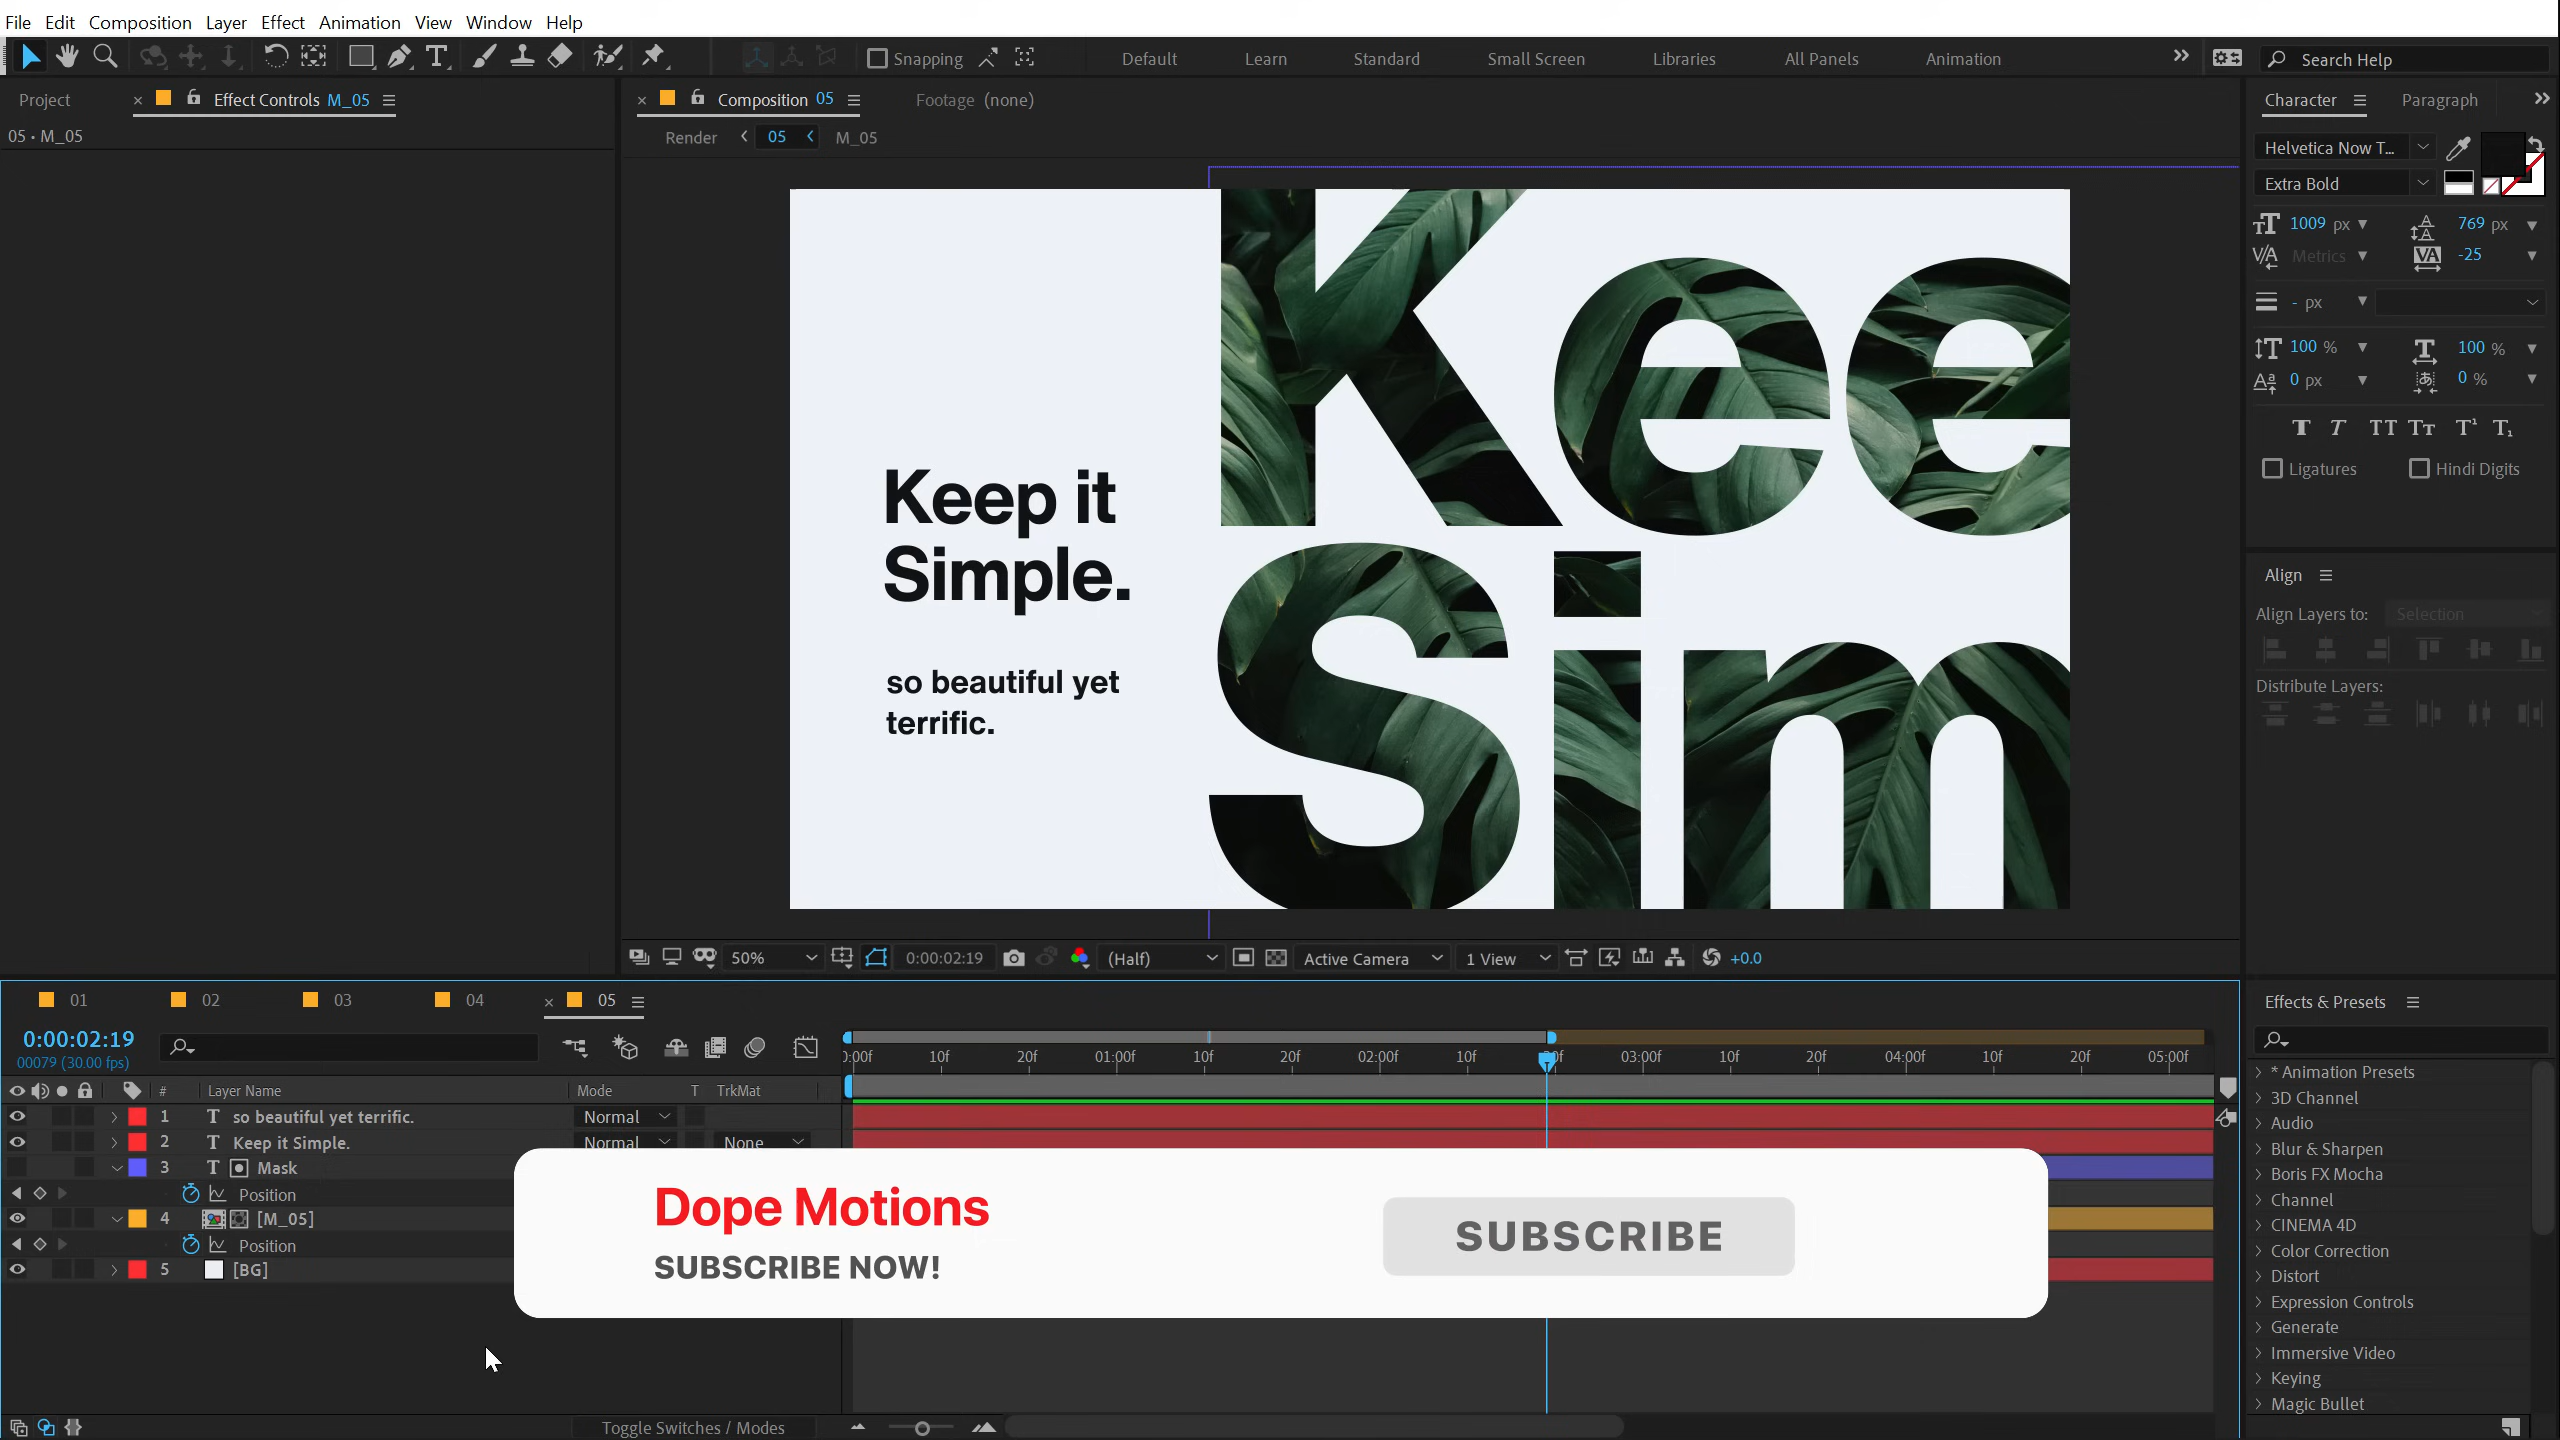 File Edit Composition Layer Effect Animation View Window Help
Snapping
Default Learn Standard Small Screen Libraries All Panels Animation
Search Help
Project Effect Controls M_05
05 • M_05
Composition 05 Footage (none)
Render 05 M_05
Character Paragraph
Helvetica Now T...
Extra Bold
1009 px 769 px
Metrics -25
- px
100 % 100 %
0 px 0 %
Ligatures Hindi Digits
Align
Align Layers to: Selection
Distribute Layers:
Kee
Sim
Keep it
Simple.
so beautiful yet
terrific.
50% 0:00:02:19 (Half) Active Camera 1 View +0.0
01 02 03 04 05
0:00:02:19
00079 (30.00 fps)
0:00f 10f 20f 01:00f 10f 20f 02:00f 10f 20f 03:00f 10f 20f 04:00f 10f 20f 05:00f
# Layer Name Mode T TrkMat
1 T so beautiful yet terrific. Normal
2 T Keep it Simple. Normal None
3 T Mask
Position
4 [M_05]
Position
5 [BG]
Dope Motions
SUBSCRIBE NOW!
SUBSCRIBE
Toggle Switches / Modes
Effects & Presets
* Animation Presets
3D Channel
Audio
Blur & Sharpen
Boris FX Mocha
Channel
CINEMA 4D
Color Correction
Distort
Expression Controls
Generate
Immersive Video
Keying
Magic Bullet